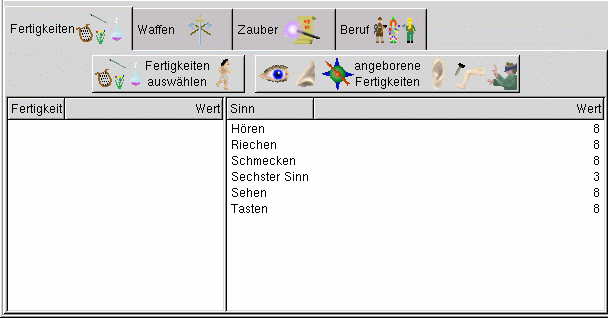 Fertigkeiten Waffen Zauber Beruf
Fertigkeiten
auswählen
angeborene
Fertigkeiten
Fertigkeit Wert Sinn Wert
Hören 8
Riechen 8
Schmecken 8
Sechster Sinn 3
Sehen 8
Tasten 8